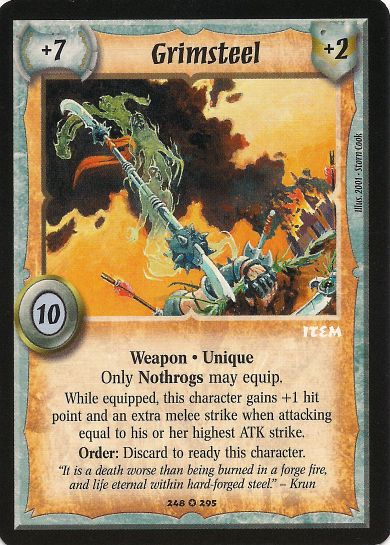 +7
Grimsteel
+2
Illus. 2001 - Storn Cook
10
ITEM
Weapon • Unique
Only Nothrogs may equip.
While equipped, this character gains +1 hit
point and an extra melee strike when attacking
equal to his or her highest ATK strike.
Order: Discard to ready this character.
"It is a death worse than being burned in a forge fire,
and life eternal within hard-forged steel." – Krun
248 ✪ 295